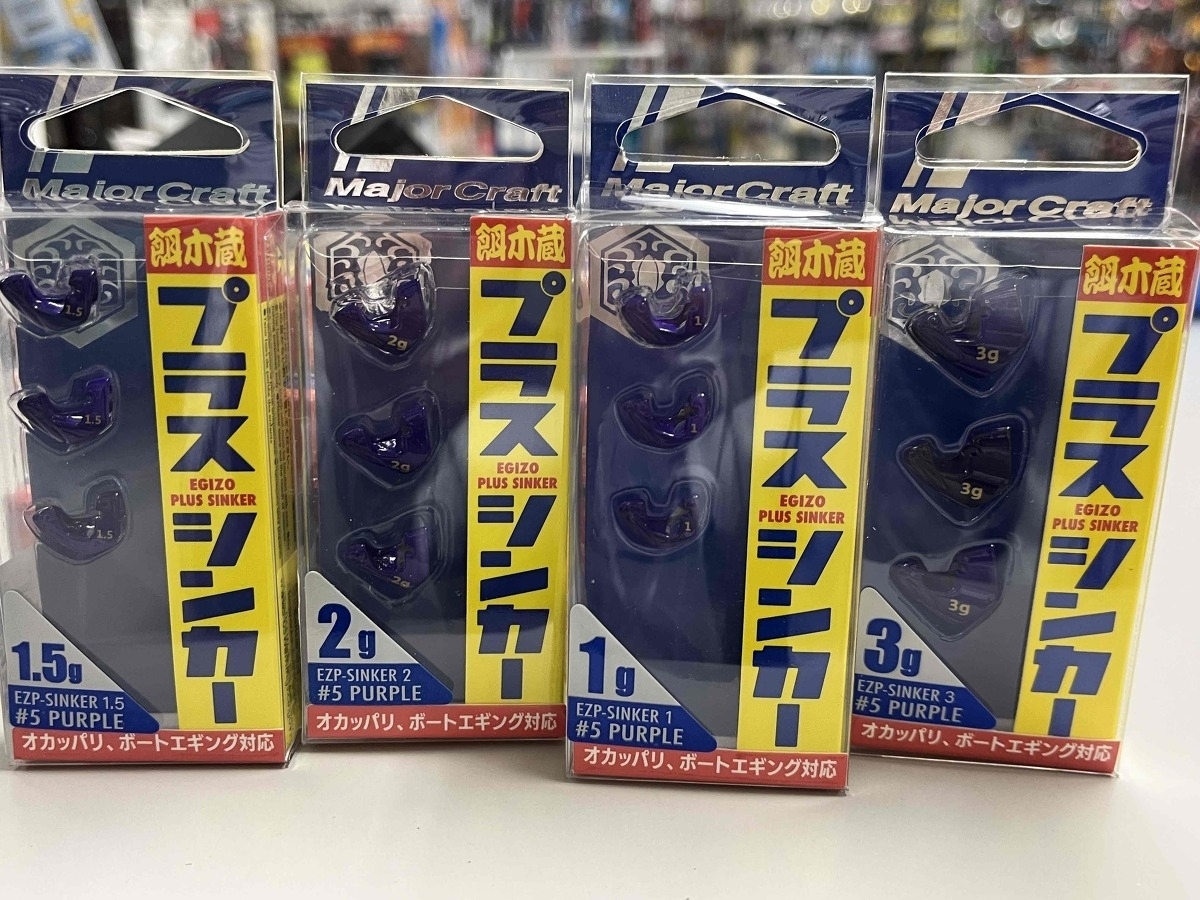 Major Craft
餌木蔵
プラスシンカー
EGIZO
PLUS SINKER
1.5
1.5
1.5
1.5g
EZP-SINKER 1.5
#5 PURPLE
オカッパリ、ボートエギング対応
Major Craft
餌木蔵
プラスシンカー
EGIZO
PLUS SINKER
2g
2g
2g
2g
EZP-SINKER 2
#5 PURPLE
オカッパリ、ボートエギング対応
Major Craft
餌木蔵
プラスシンカー
EGIZO
PLUS SINKER
1
1
1
1g
EZP-SINKER 1
#5 PURPLE
オカッパリ、ボートエギング対応
Major Craft
餌木蔵
プラスシンカー
EGIZO
PLUS SINKER
3g
3g
3g
3g
EZP-SINKER 3
#5 PURPLE
オカッパリ、ボートエギング対応